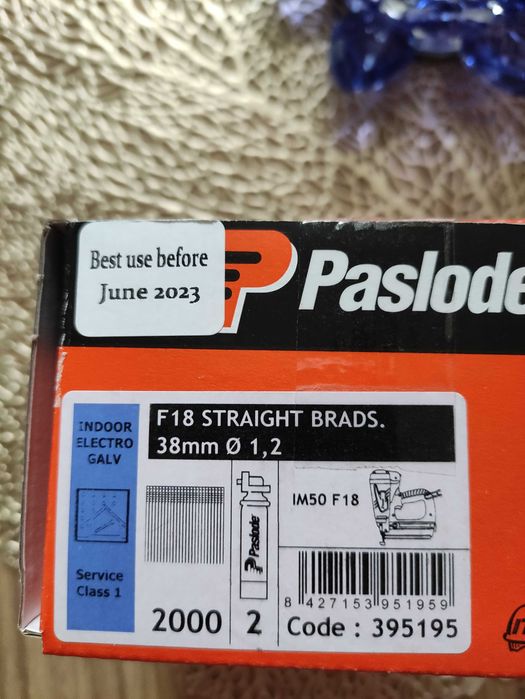 Best use before
June 2023
Paslode
INDOOR
ELECTRO
GALV
F18 STRAIGHT BRADS.
38mm Ø 1,2
IM50 F18
Paslode
Service
Class 1
2000
2
8 427153 951959
Code : 395195